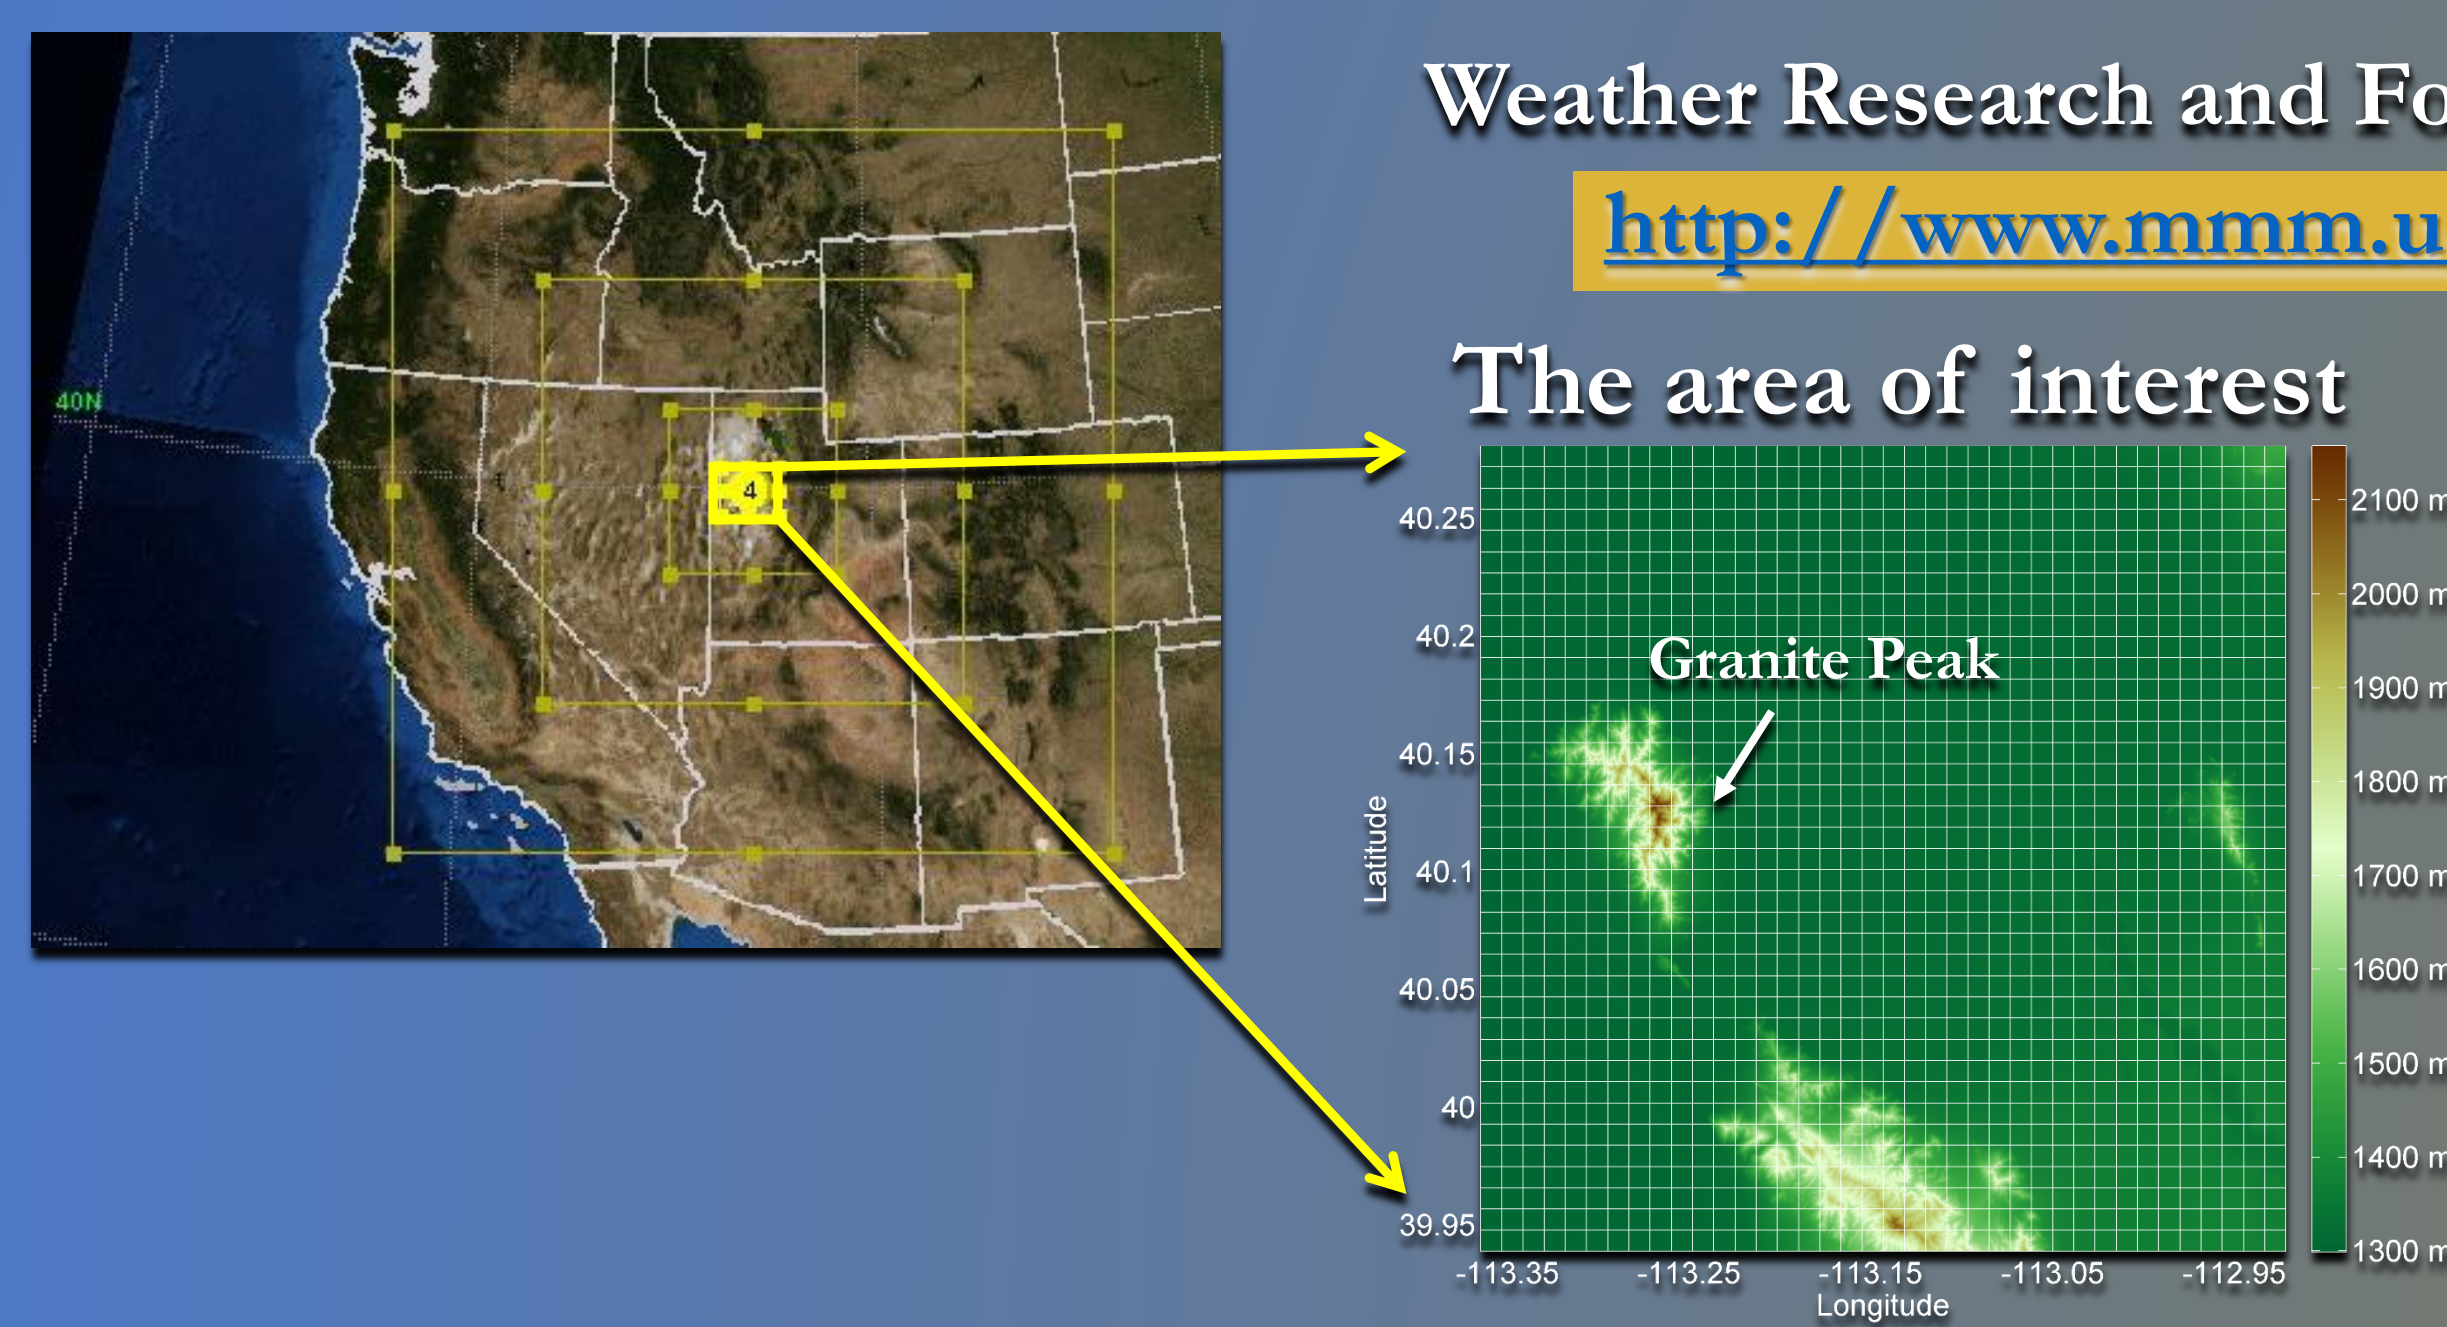 Weather Research and Fo
http://www.mmm.u
The area of interest
40N
4
Granite Peak
40.25
40.2
40.15
40.1
40.05
40
39.95
Latitude
-113.35 -113.25 -113.15 -113.05 -112.95
Longitude
2100 m
2000 m
1900 m
1800 m
1700 m
1600 m
1500 m
1400 m
1300 m